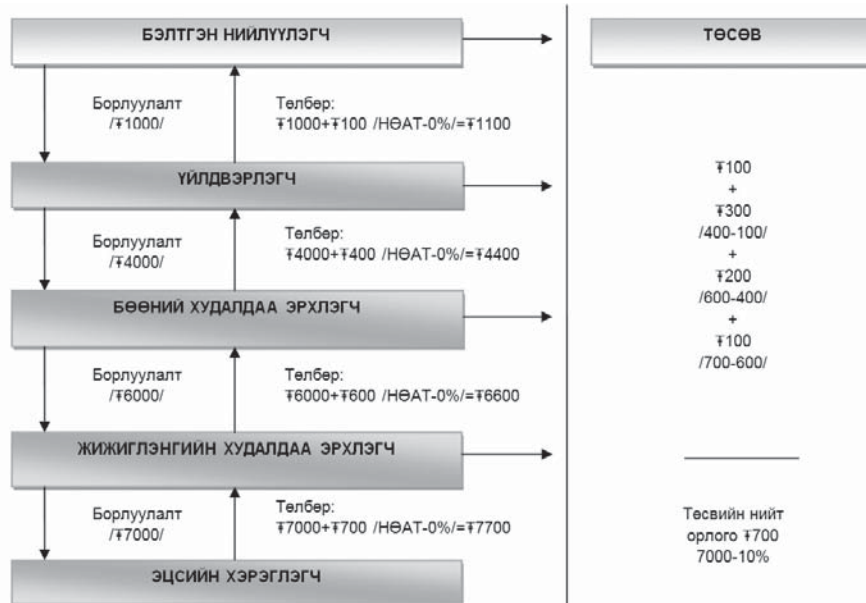 БЭЛТГЭН НИЙЛҮҮЛЭГЧ
Борлуулалт
/₮1000/
Төлбөр:
₮1000+₮100 /НӨАТ-0%/=₮1100
ҮЙЛДВЭРЛЭГЧ
Борлуулалт
/₮4000/
Төлбөр:
₮4000+₮400 /НӨАТ-0%/=₮4400
БӨӨНИЙ ХУДАЛДАА ЭРХЛЭГЧ
Борлуулалт
/₮6000/
Төлбөр:
₮6000+₮600 /НӨАТ-0%/=₮6600
ЖИЖИГЛЭНГИЙН ХУДАЛДАА ЭРХЛЭГЧ
Борлуулалт
/₮7000/
Төлбөр:
₮7000+₮700 /НӨАТ-0%/=₮7700
ЭЦСИЙН ХЭРЭГЛЭГЧ
ТӨСӨВ
₮100
+
₮300
/400-100/
+
₮200
/600-400/
+
₮100
/700-600/
Төсвийн нийт
орлого ₮700
7000-10%